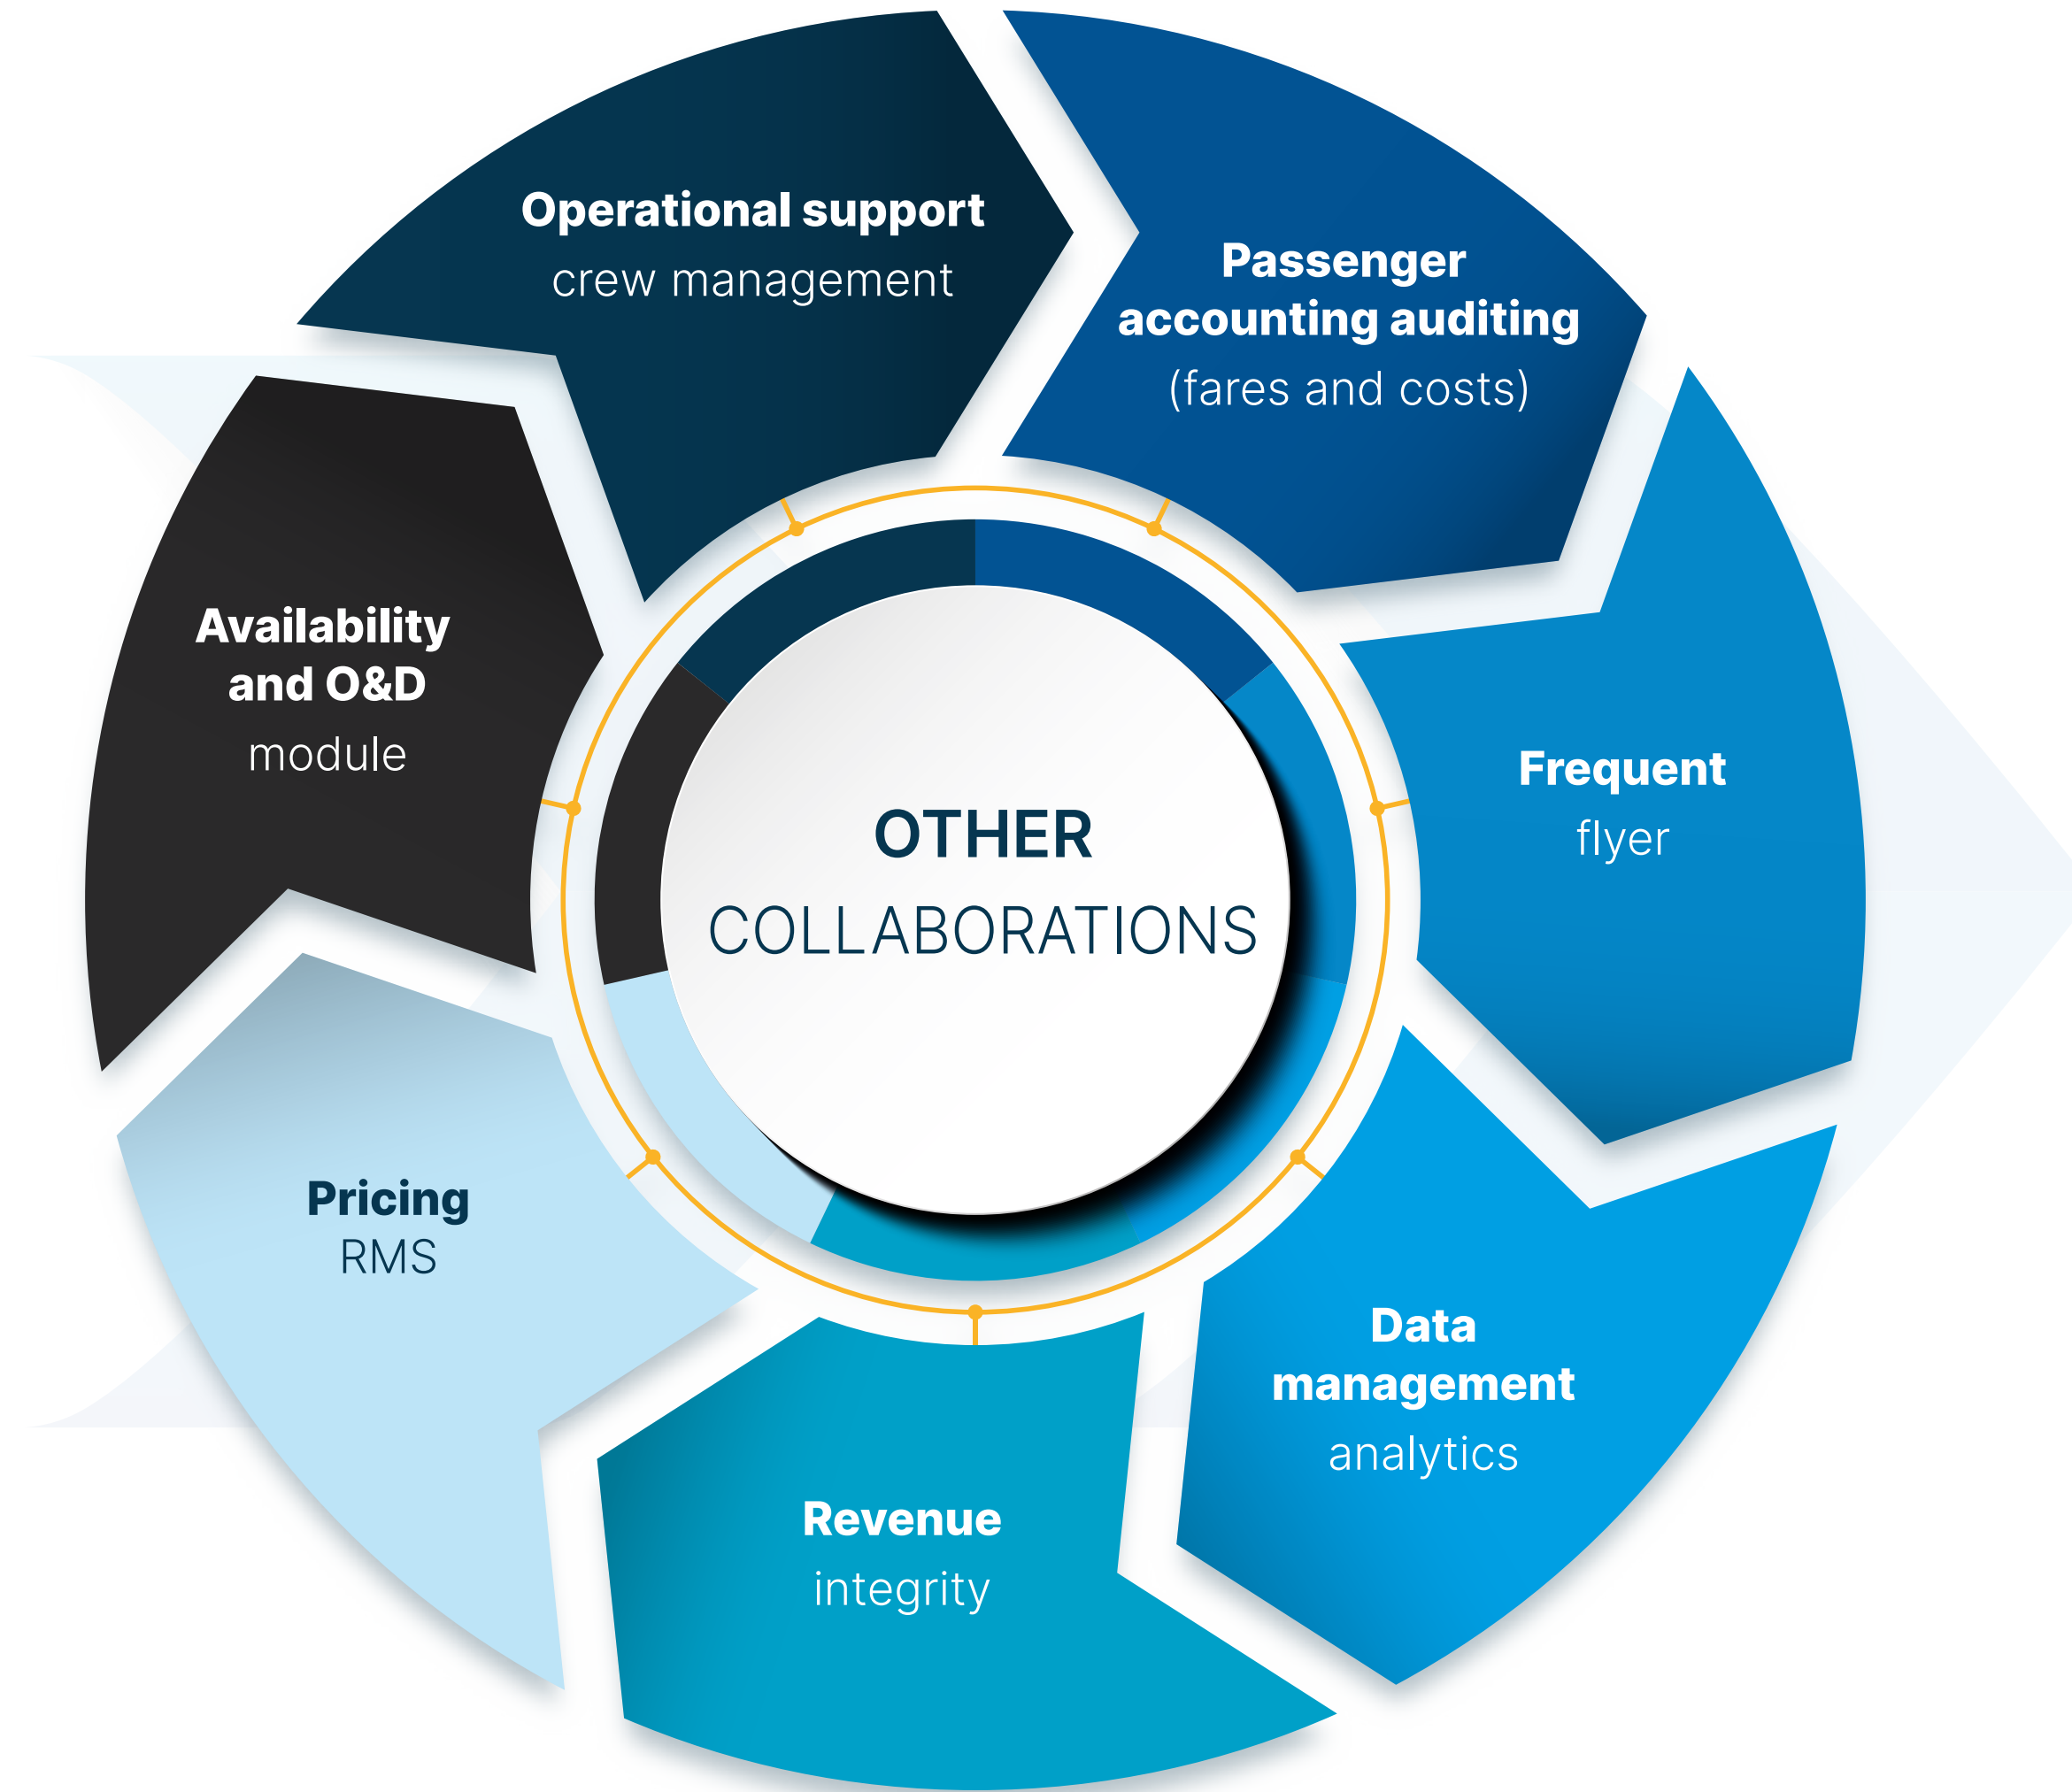 Operational support
crew management
Passenger
accounting auditing
(fares and costs)
Frequent
flyer
Data
management
analytics
Revenue
integrity
Pricing
RMS
Availability
and O&D
module
OTHER
COLLABORATIONS